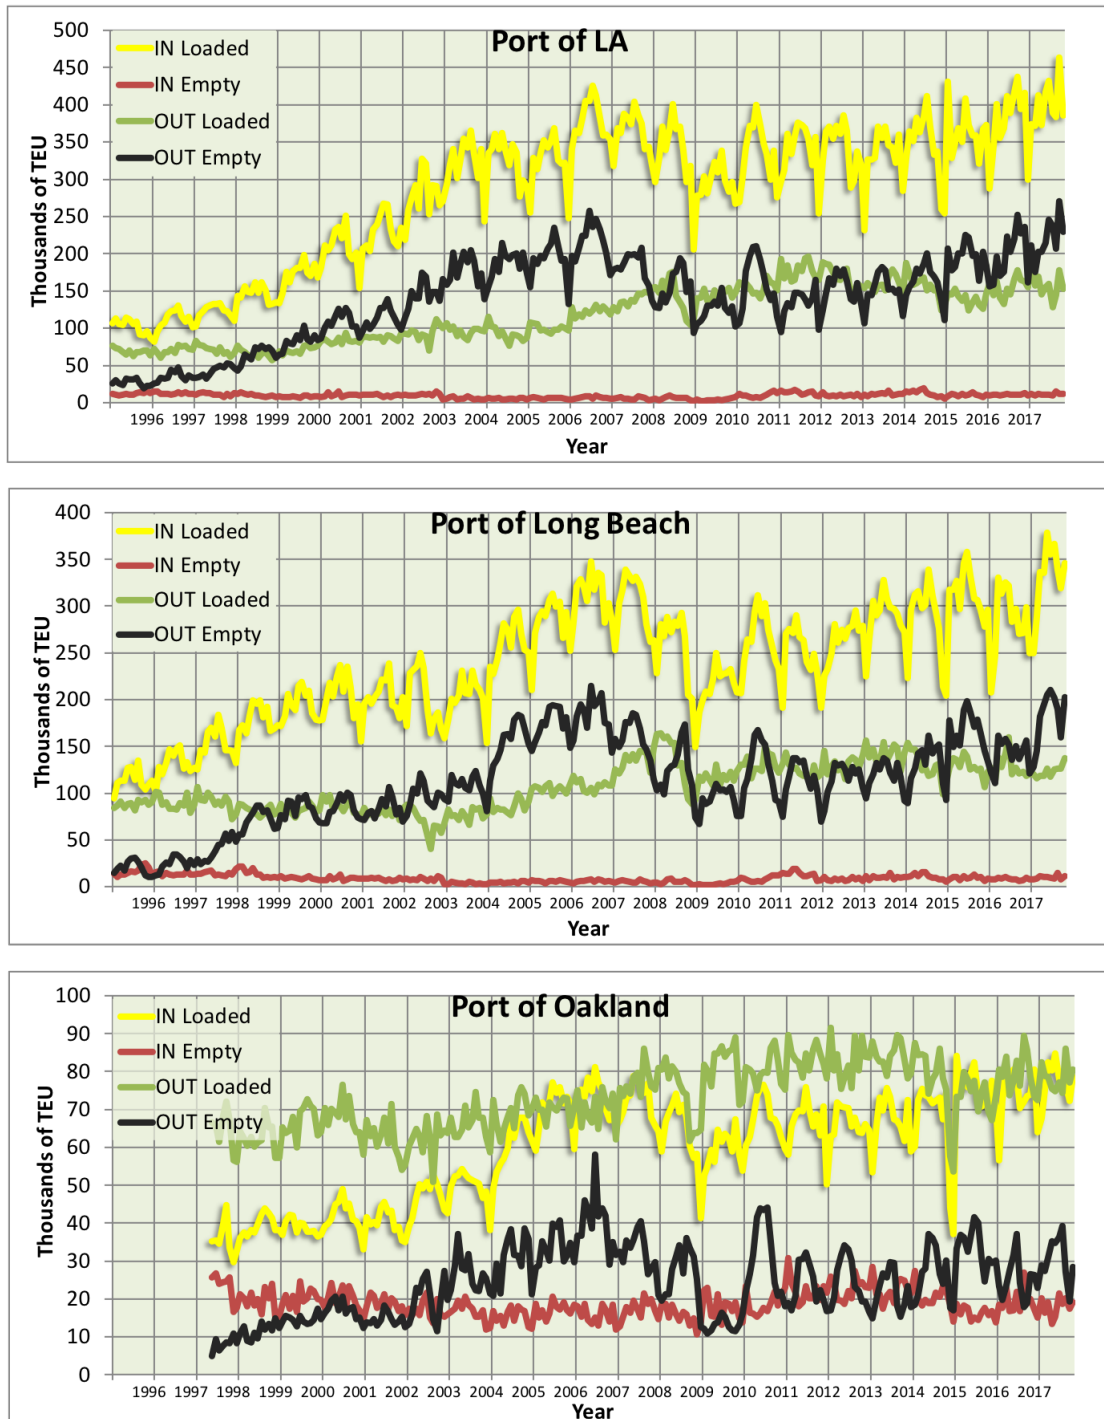 Port of LA
IN Loaded
IN Empty
OUT Loaded
OUT Empty
Thousands of TEU
500
450
400
350
300
250
200
150
100
50
0
1996 1997 1998 1999 2000 2001 2002 2003 2004 2005 2006 2007 2008 2009 2010 2011 2012 2013 2014 2015 2016 2017
Year
Port of Long Beach
IN Loaded
IN Empty
OUT Loaded
OUT Empty
Thousands of TEU
400
350
300
250
200
150
100
50
0
1996 1997 1998 1999 2000 2001 2002 2003 2004 2005 2006 2007 2008 2009 2010 2011 2012 2013 2014 2015 2016 2017
Year
Port of Oakland
IN Loaded
IN Empty
OUT Loaded
OUT Empty
Thousands of TEU
100
90
80
70
60
50
40
30
20
10
0
1996 1997 1998 1999 2000 2001 2002 2003 2004 2005 2006 2007 2008 2009 2010 2011 2012 2013 2014 2015 2016 2017
Year